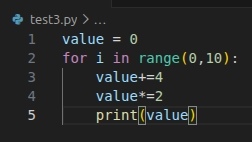 test3.py > ...
1 value = 0
2 for i in range(0,10):
3     value+=4
4     value*=2
5     print(value)